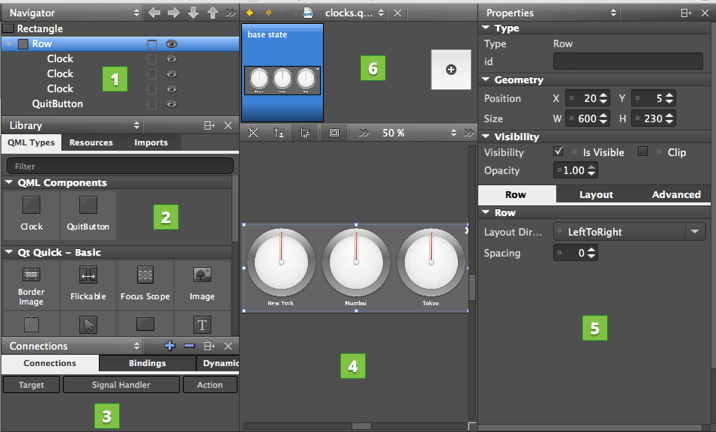 Navigator
Rectangle
Row
Clock
Clock
Clock
QuitButton
1
Library
QML Types Resources Imports
Filter
QML Components
Clock QuitButton
2
Qt Quick - Basic
Border Image
Flickable
Focus Scope
Image
T
Connections
Connections Bindings Dynamic
Target Signal Handler Action
3
clocks.q...
base state
6
50 %
New York Mumbai Tokyo
4
Properties
Type
Type Row
id
Geometry
Position X 20 Y 5
Size W 600 H 230
Visibility
Visibility Is Visible Clip
Opacity 1.00
Row Layout Advanced
Row
Layout Dir... LeftToRight
Spacing 0
5